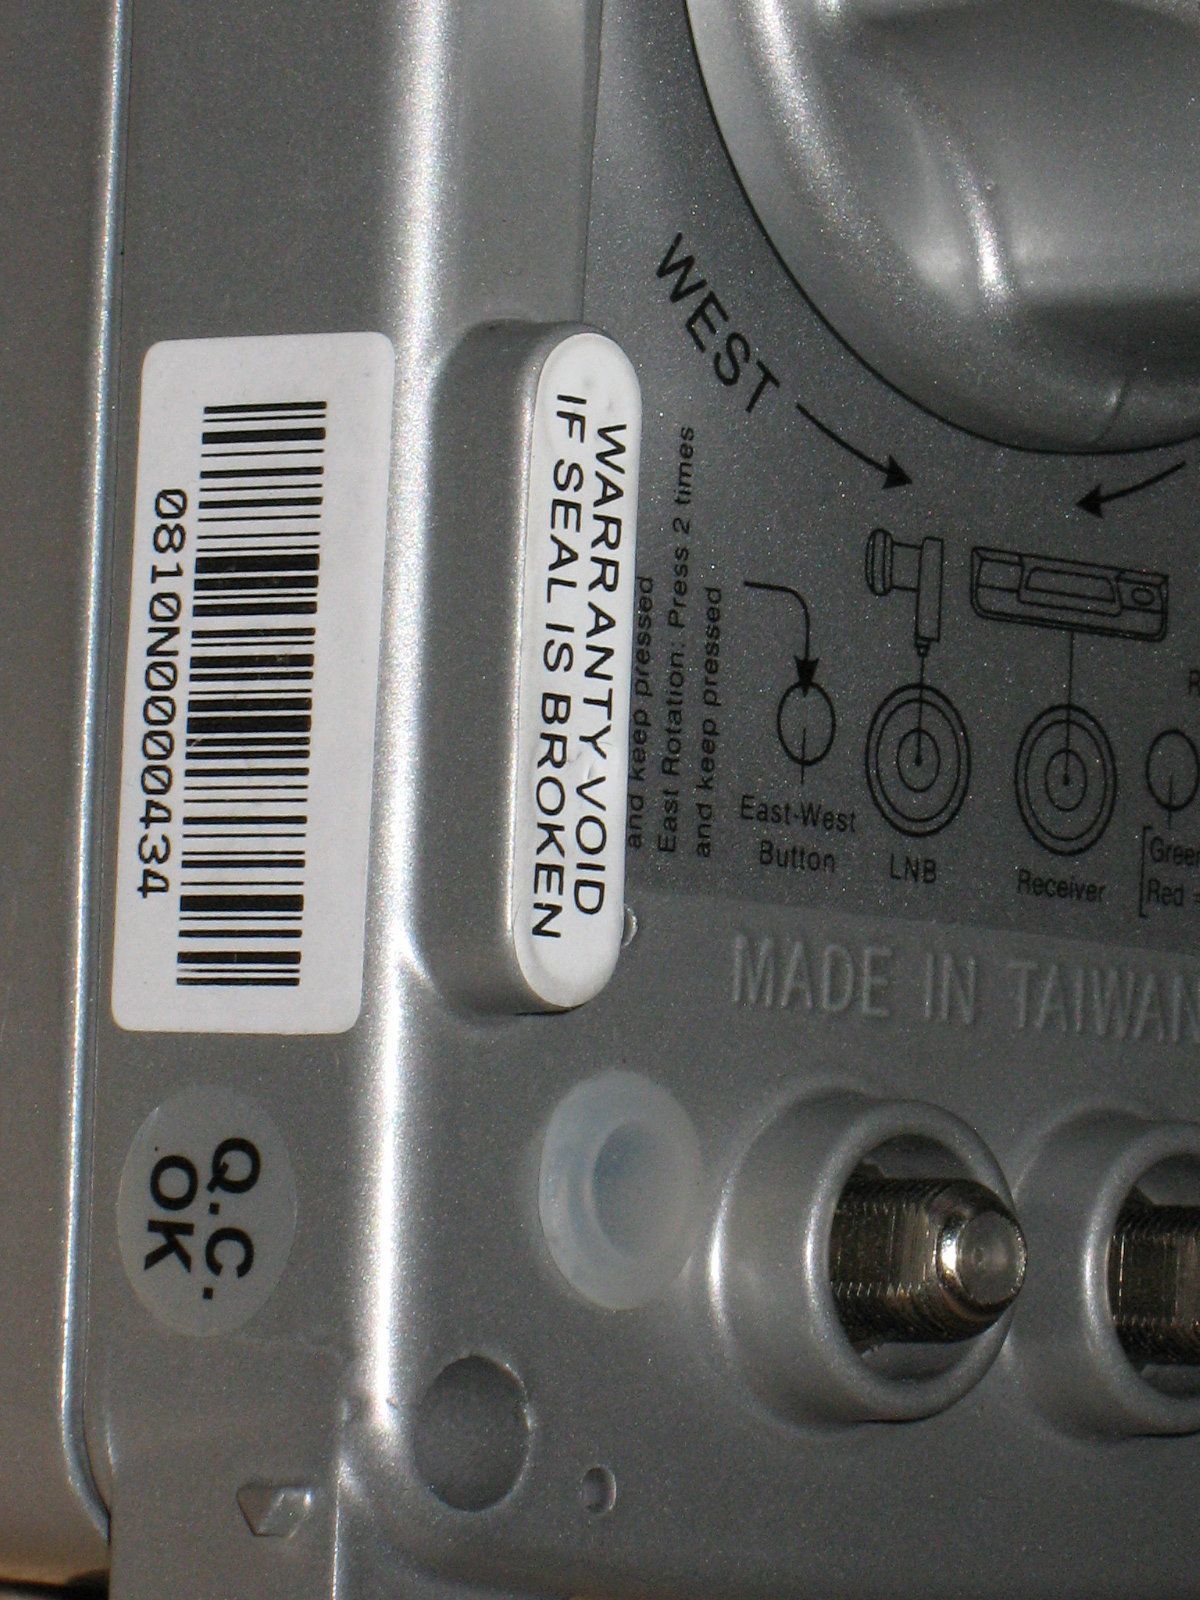 0810N0000434
WARRANTY VOID
IF SEAL IS BROKEN
WEST
and keep pressed
East Rotation: Press 2 times
and keep pressed
East-West
Button
LNB
Receiver
Red
MADE IN TAIWAN
Q.C.
OK